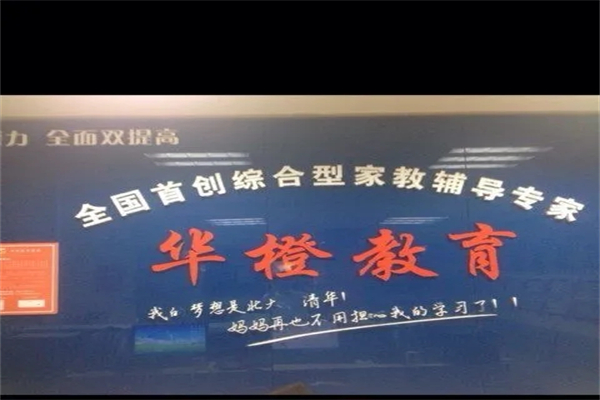 力 全面双提高
全国首创综合型家教辅导专家
华橙教育
我白 梦想是北大 清年!
妈妈再也不用担心我的学习了!!